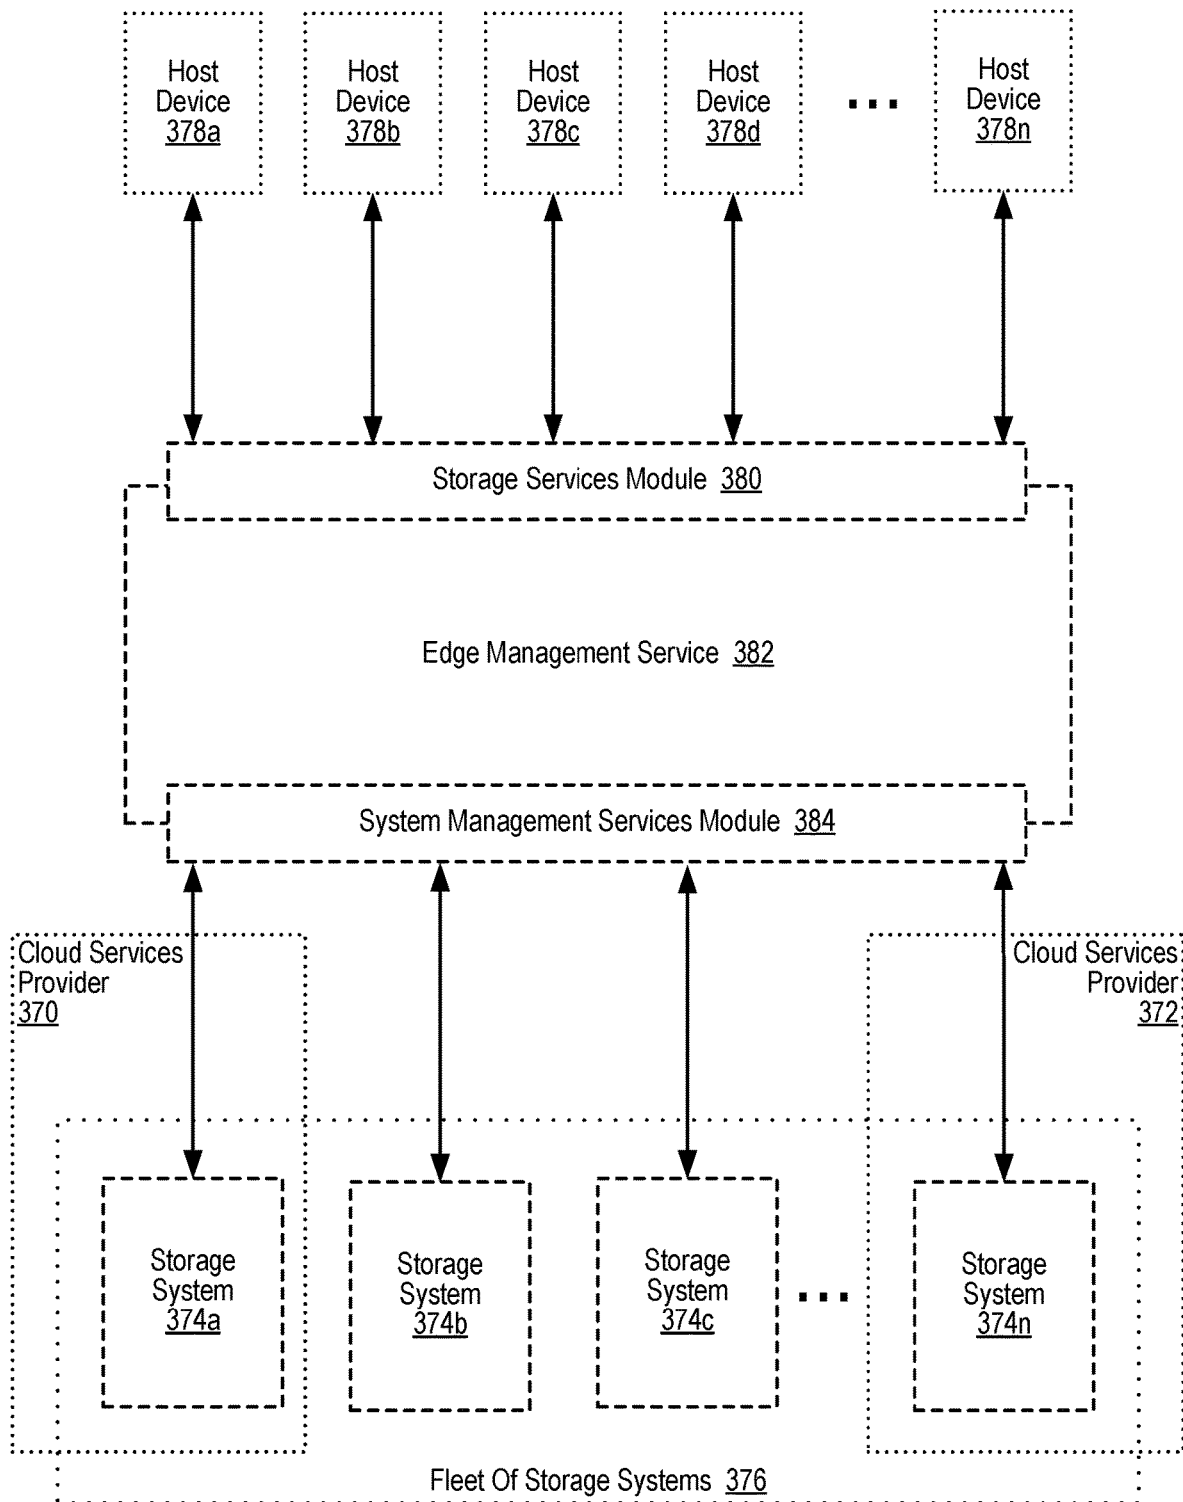 Host
Device
378a
Host
Device
378b
Host
Device
378c
Host
Device
378d
...
Host
Device
378n
Storage Services Module 380
Edge Management Service 382
System Management Services Module 384
Cloud Services
Provider
370
Cloud Services
Provider
372
Storage
System
374a
Storage
System
374b
Storage
System
374c
...
Storage
System
374n
Fleet Of Storage Systems 376